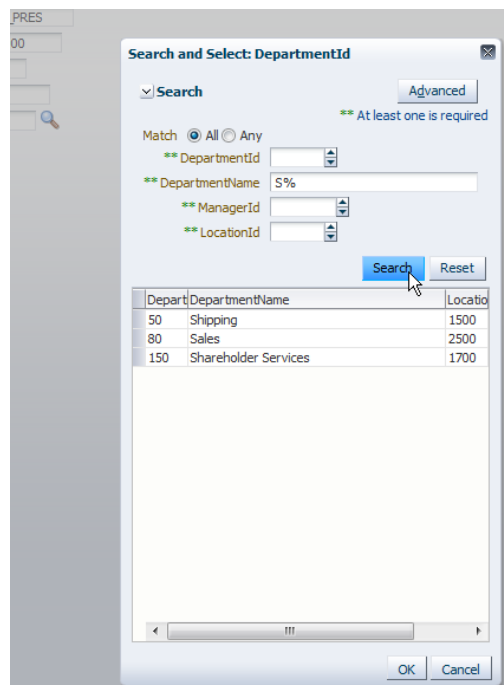 _PRES
00
Search and Select: DepartmentId
Search
Advanced
** At least one is required
Match All Any
** DepartmentId
** DepartmentName S%
** ManagerId
** LocationId
Search Reset
Depart DepartmentName Locatio
50 Shipping 1500
80 Sales 2500
150 Shareholder Services 1700
OK Cancel